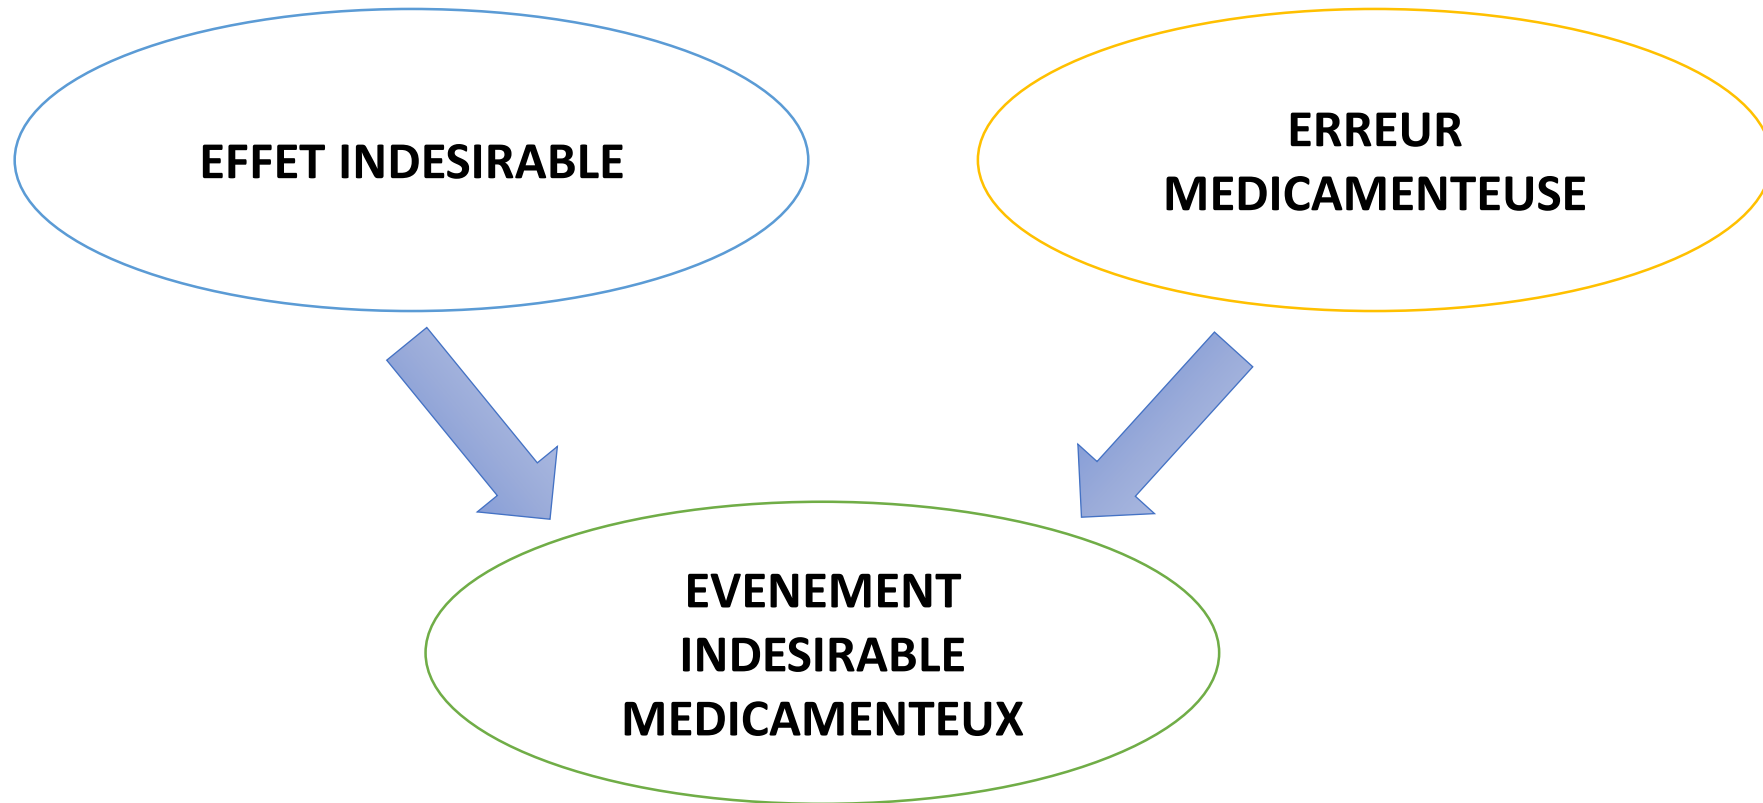 EFFET INDESIRABLE
ERREUR
MEDICAMENTEUSE
EVENEMENT
INDESIRABLE
MEDICAMENTEUX